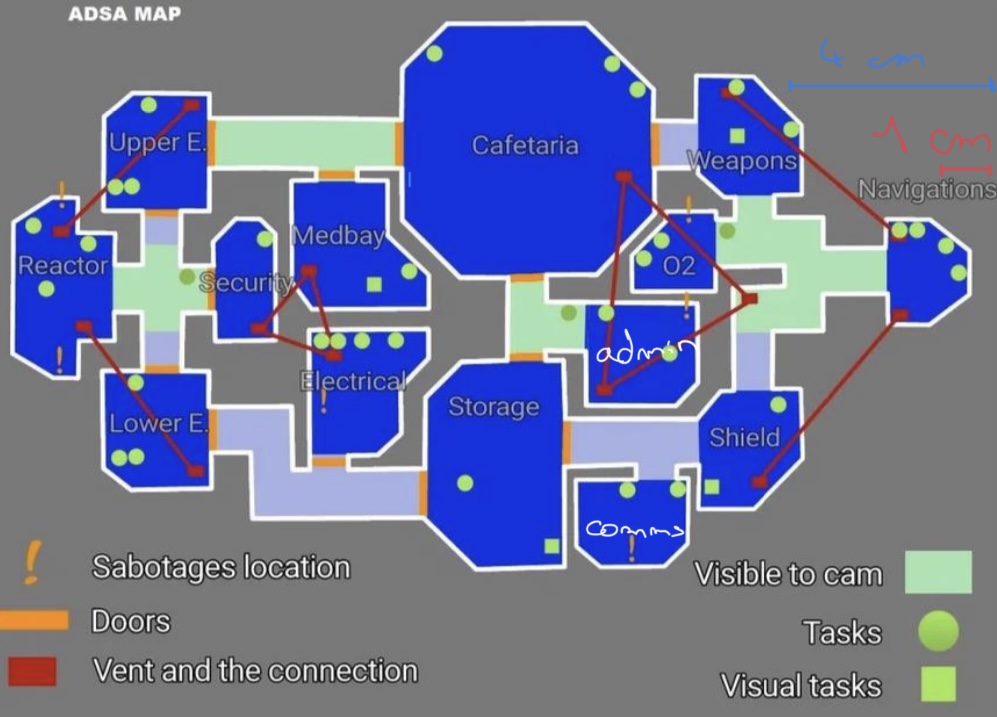 ADSA MAP
4 cm
1 cm
Upper E.
Cafetaria
Weapons
Navigations
Medbay
Reactor
Security
O2
admin
Electrical
Storage
Lower E.
Shield
comms
Sabotages location
Doors
Vent and the connection
Visible to cam
Tasks
Visual tasks